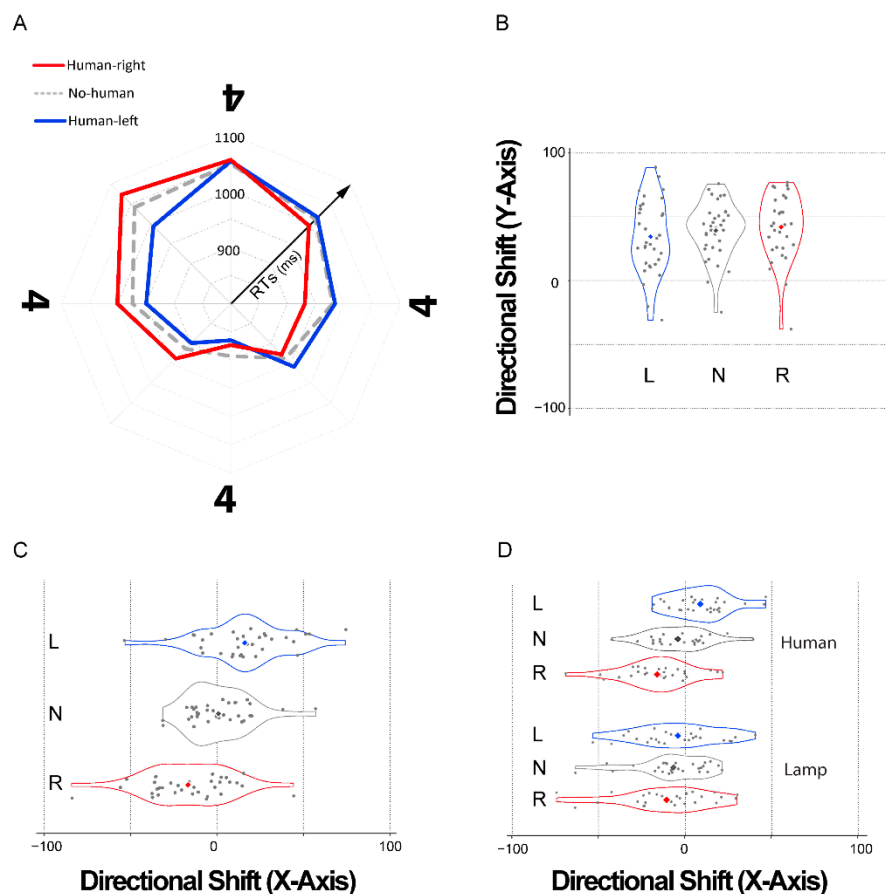 A
Human-right
No-human
Human-left
4
1100
1000
900
RTs (ms)
4
4
4
B
Directional Shift (Y-Axis)
100
0
−100
L N R
C
L
N
R
−100 0 100
Directional Shift (X-Axis)
D
L
N Human
R
L
N Lamp
R
−100 0 100
Directional Shift (X-Axis)